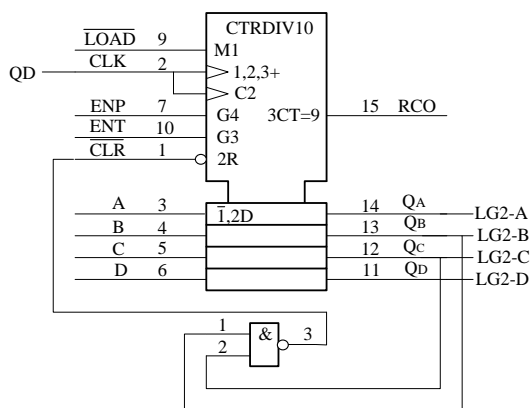 CTRDIV10
LOAD 9 M1
QD CLK 2 1,2,3+
C2
ENP 7 G4 3CT=9 15 RCO
ENT 10 G3
CLR 1 2R
A 3 1,2D 14 QA LG2-A
B 4 13 QB LG2-B
C 5 12 QC LG2-C
D 6 11 QD LG2-D
1 & 3
2